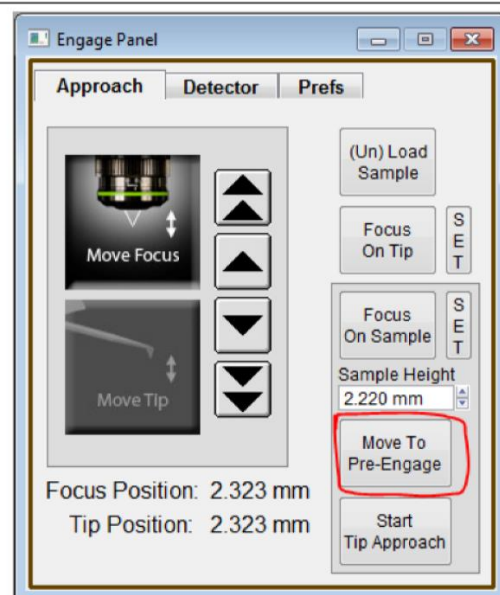 Engage Panel
Approach Detector Prefs
Move Focus
Move Tip
(Un) Load
Sample
Focus
On Tip
SET
Focus
On Sample
SET
Sample Height
2.220 mm
Move To
Pre-Engage
Start
Tip Approach
Focus Position: 2.323 mm
Tip Position: 2.323 mm